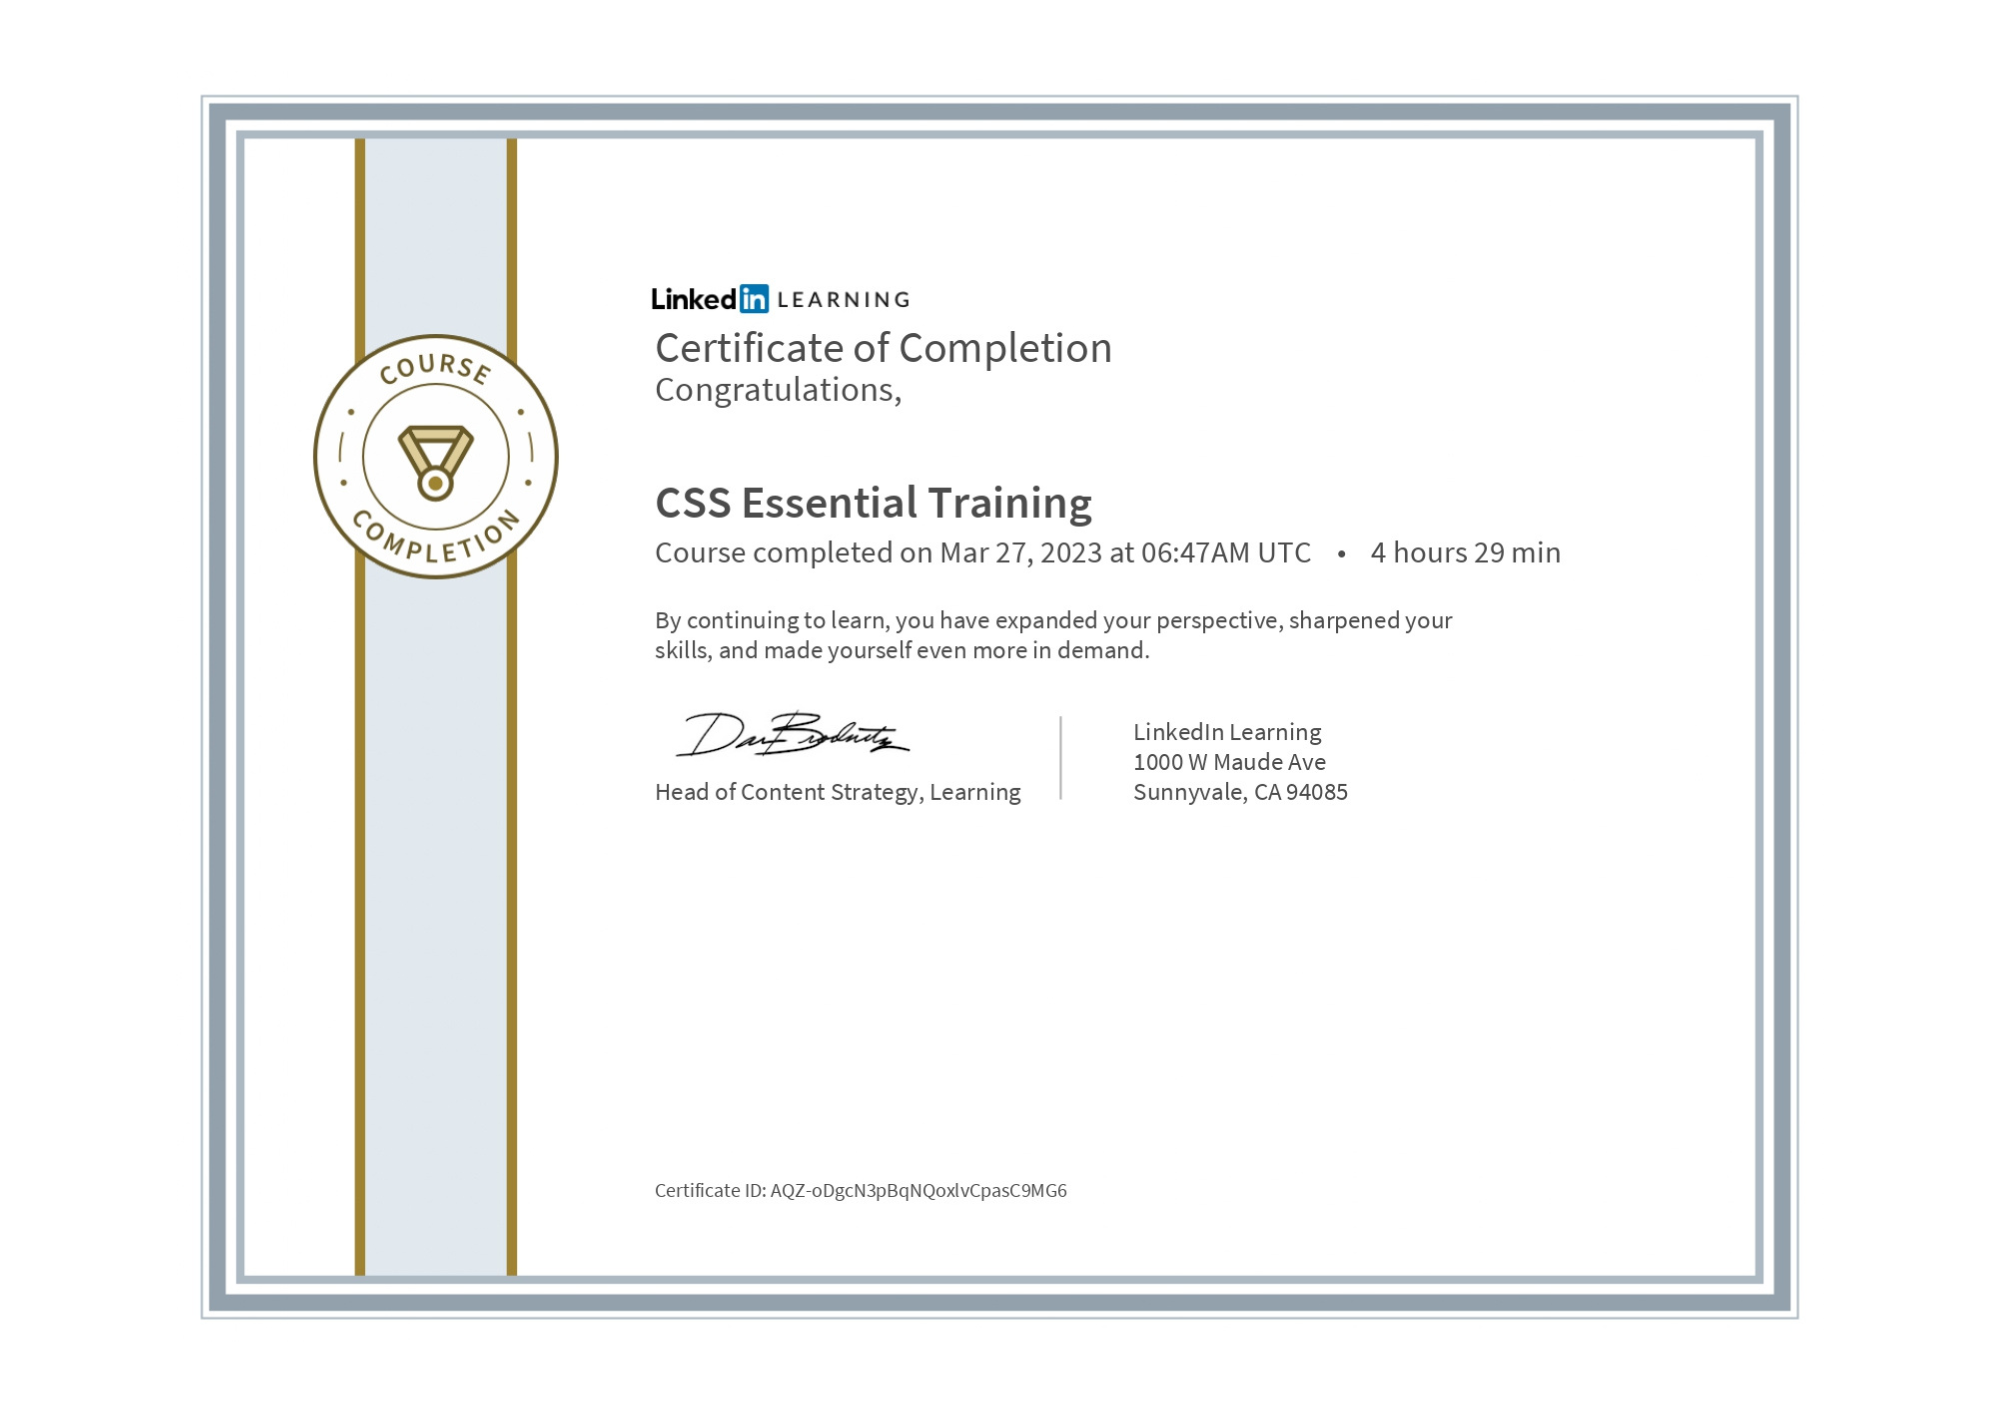 COURSE
COMPLETION
Linkedin LEARNING
Certificate of Completion
Congratulations,
CSS Essential Training
Course completed on Mar 27, 2023 at 06:47AM UTC • 4 hours 29 min
By continuing to learn, you have expanded your perspective, sharpened your
skills, and made yourself even more in demand.
Dan Brodnitz
Head of Content Strategy, Learning
LinkedIn Learning
1000 W Maude Ave
Sunnyvale, CA 94085
Certificate ID: AQZ-oDgcN3pBqNQoxlvCpasC9MG6